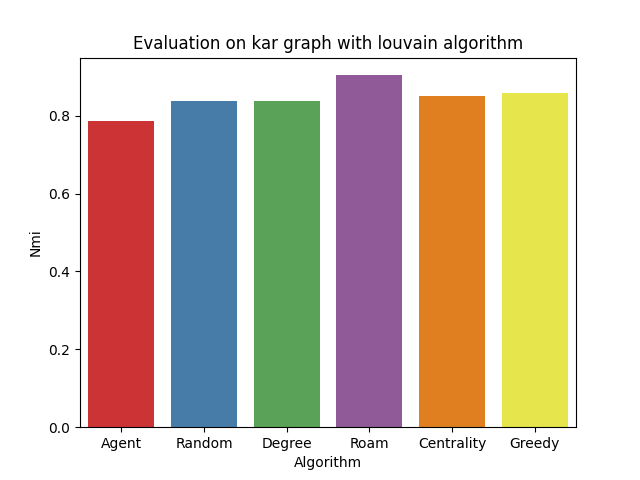 Evaluation on kar graph with louvain algorithm
Nmi
0.8
0.6
0.4
0.2
0.0
Agent Random Degree Roam Centrality Greedy
Algorithm